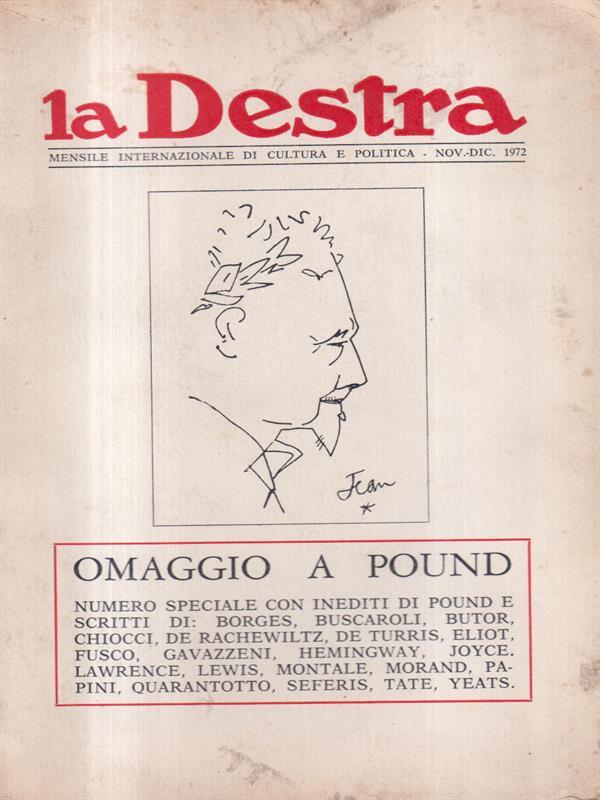 la Destra
MENSILE INTERNAZIONALE DI CULTURA E POLITICA - NOV.-DIC. 1972
Jean
OMAGGIO A POUND
NUMERO SPECIALE CON INEDITI DI POUND E
SCRITTI DI: BORGES, BUSCAROLI, BUTOR,
CHIOCCI, DE RACHEWILTZ, DE TURRIS, ELIOT,
FUSCO, GAVAZZENI, HEMINGWAY, JOYCE.
LAWRENCE, LEWIS, MONTALE, MORAND, PA-
PINI, QUARANTOTTO, SEFERIS, TATE, YEATS.